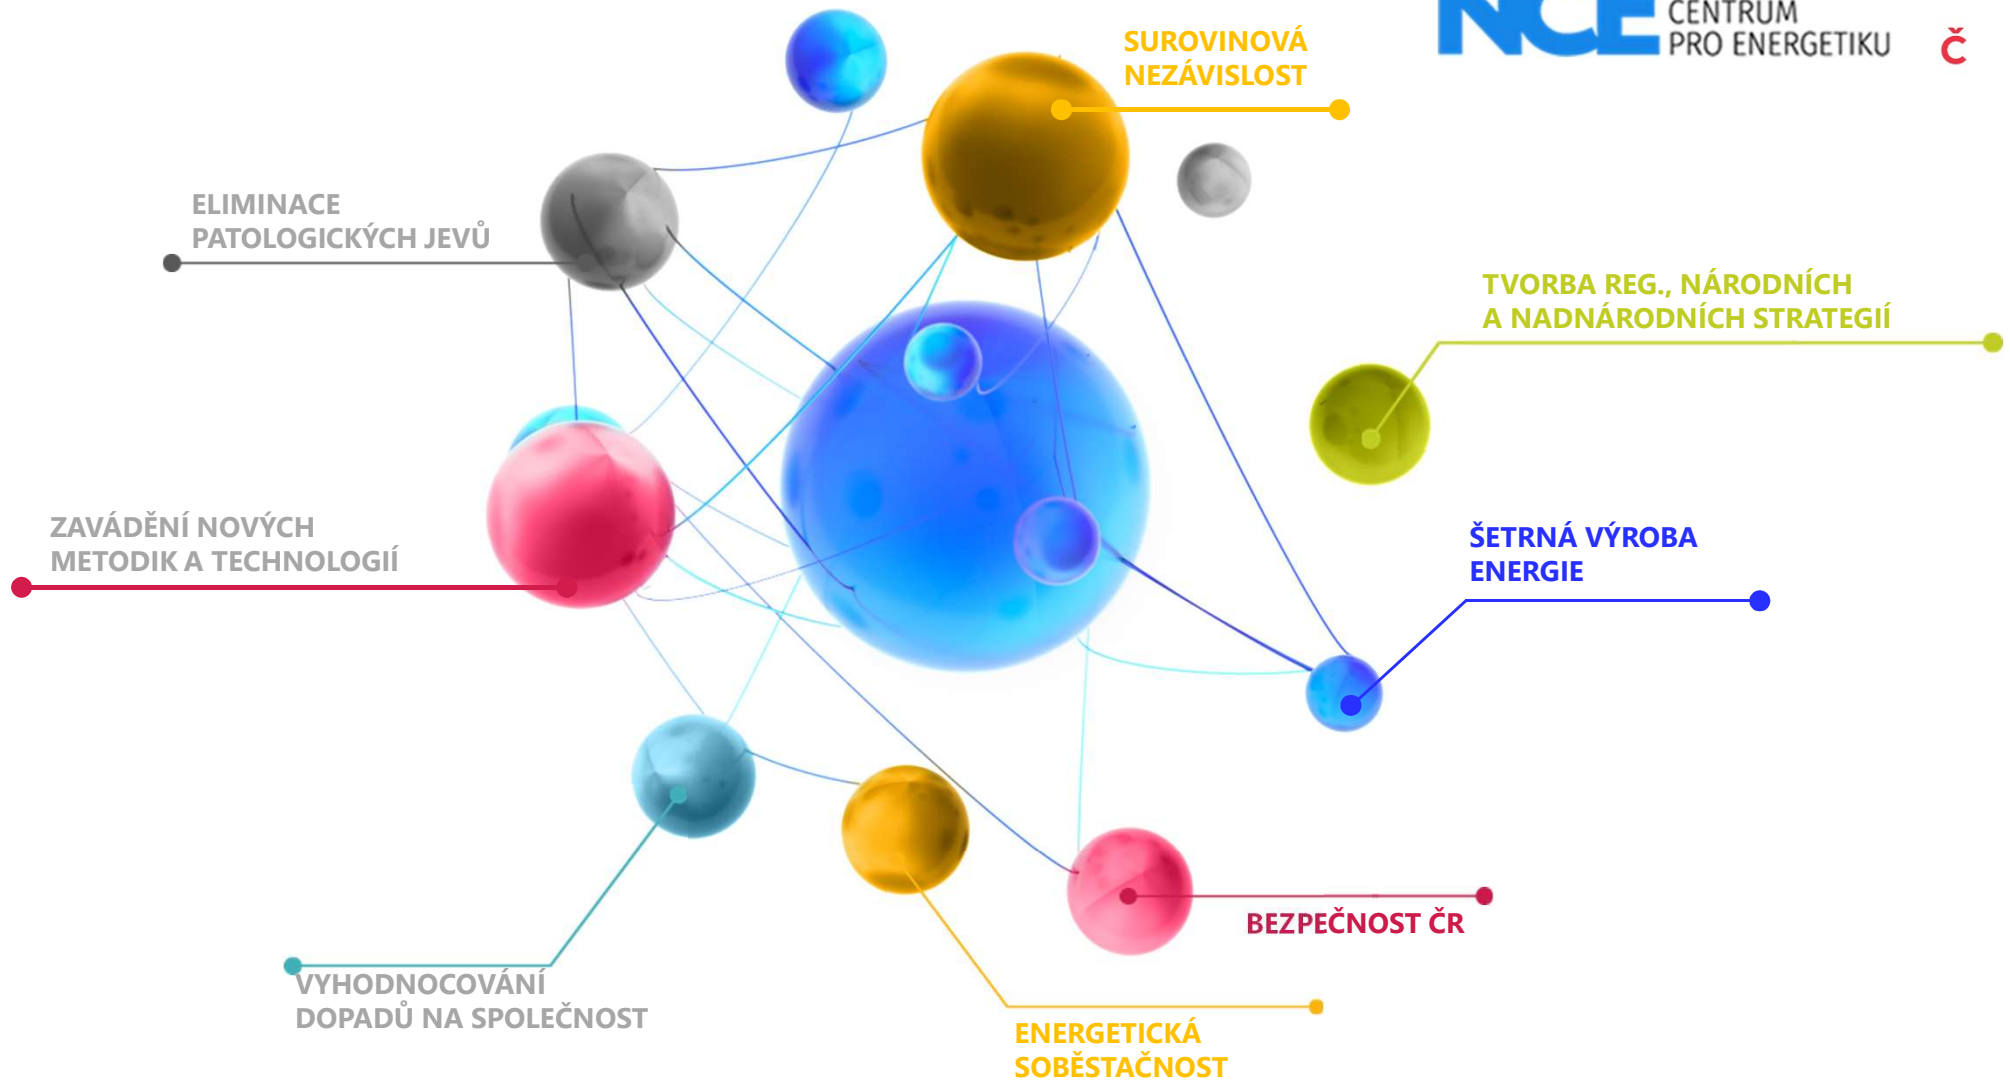 NCE
CENTRUM
PRO ENERGETIKU
Č
SUROVINOVÁ
NEZÁVISLOST
ELIMINACE
PATOLOGICKÝCH JEVŮ
TVORBA REG., NÁRODNÍCH
A NADNÁRODNÍCH STRATEGIÍ
ZAVÁDĚNÍ NOVÝCH
METODIK A TECHNOLOGIÍ
ŠETRNÁ VÝROBA
ENERGIE
BEZPEČNOST ČR
VYHODNOCOVÁNÍ
DOPADŮ NA SPOLEČNOST
ENERGETICKÁ
SOBĚSTAČNOST